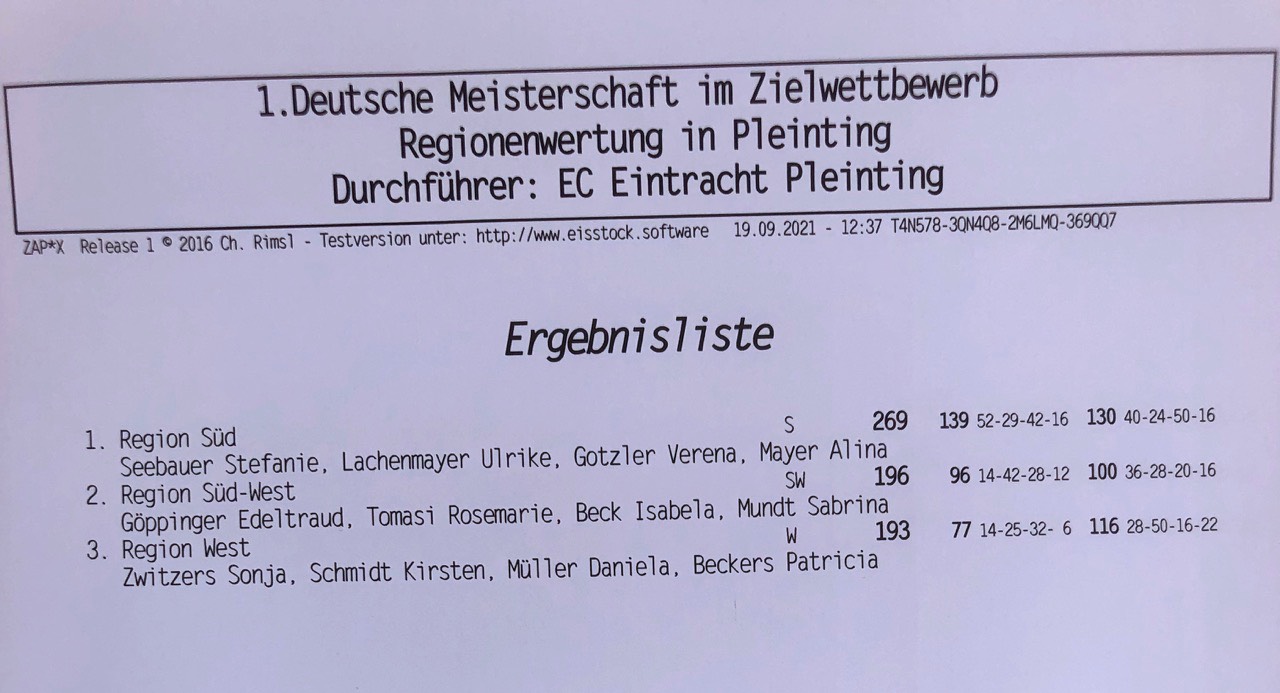 1.Deutsche Meisterschaft im Zielwettbewerb
Regionenwertung in Pleinting
Durchführer: EC Eintracht Pleinting
ZAP*X Release 1 © 2016 Ch. Rimsl - Testversion unter: http://www.eisstock.software 19.09.2021 - 12:37 T4N578-3QN4Q8-2M6LMQ-369QQ7
Ergebnisliste
1. Region Süd S 269 139 52-29-42-16 130 40-24-50-16
Seebauer Stefanie, Lachenmayer Ulrike, Gotzler Verena, Mayer Alina
2. Region Süd-West SW 196 96 14-42-28-12 100 36-28-20-16
Göppinger Edeltraud, Tomasi Rosemarie, Beck Isabela, Mundt Sabrina
3. Region West W 193 77 14-25-32- 6 116 28-50-16-22
Zwitzers Sonja, Schmidt Kirsten, Müller Daniela, Beckers Patricia